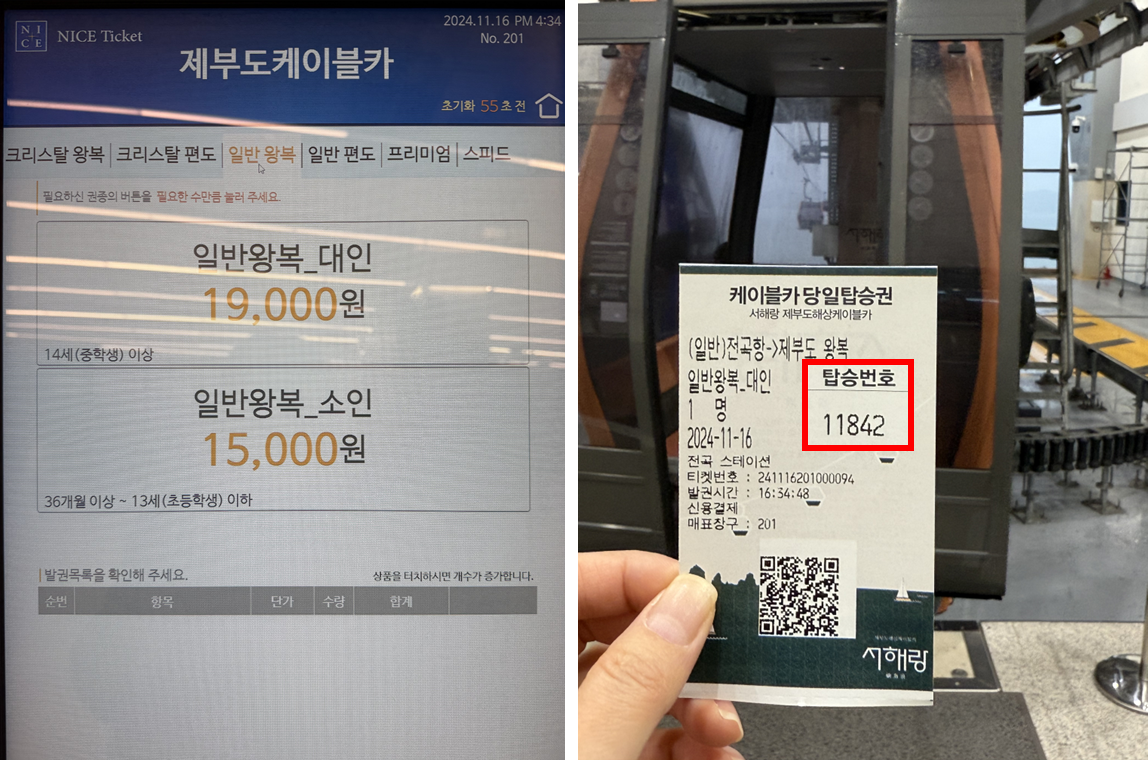 NICE
NICE Ticket
2024.11.16 PM 4:34
No. 201
제부도케이블카
초기화 55초 전
크리스탈 왕복 크리스탈 편도 일반 왕복 일반 편도 프리미엄 스피드
필요하신 권종의 버튼을 필요한 수만큼 눌러 주세요.
일반왕복_대인
19,000원
14세(중학생) 이상
일반왕복_소인
15,000원
36개월 이상 ~ 13세(초등학생) 이하
발권목록을 확인해 주세요. 상품을 터치하시면 개수가 증가합니다.
순번 항목 단가 수량 합계
케이블카 당일탑승권
서해랑 제부도해상케이블카
(일반)전곡항->제부도 왕복
일반왕복_대인
1 명
2024-11-16
탑승번호
11842
전곡 스테이션
티켓번호 : 241116201000094
발권시간 : 16:34:48
신용결제
매표창구 : 201
서해랑